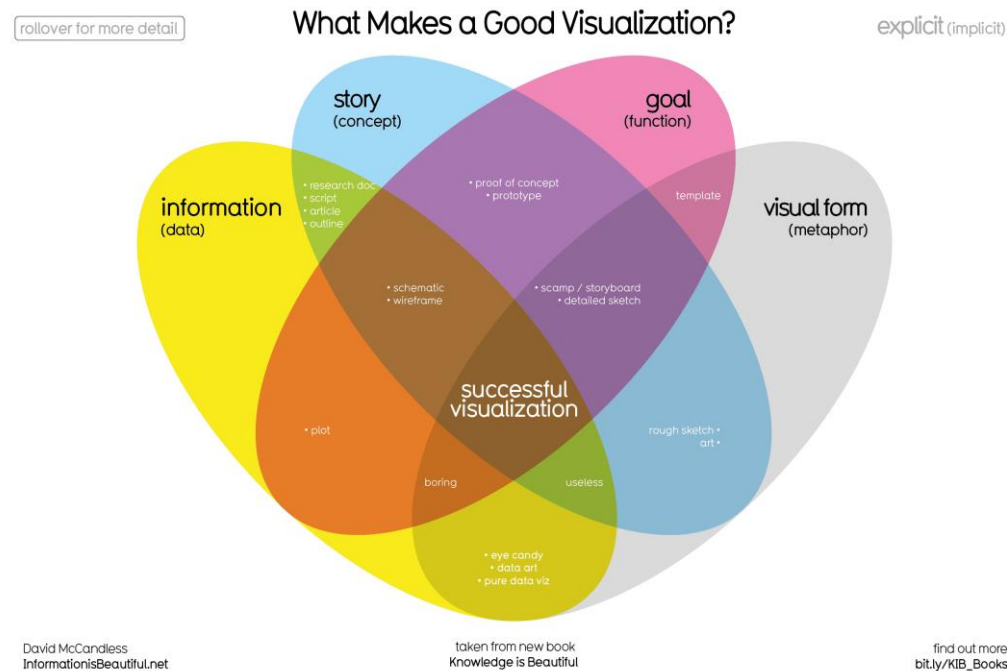 What Makes a Good Visualization?
rollover for more detail
explicit (implicit)
story
(concept)
goal
(function)
information
(data)
visual form
(metaphor)
• research doc
• script
• article
• outline
• proof of concept
• prototype
template
• schematic
• wireframe
• scamp / storyboard
• detailed sketch
successful
visualization
• plot
rough sketch •
art •
boring
useless
• eye candy
• data art
• pure data viz
David McCandless
InformationisBeautiful.net
taken from new book
Knowledge is Beautiful
find out more
bit.ly/KIB_Books